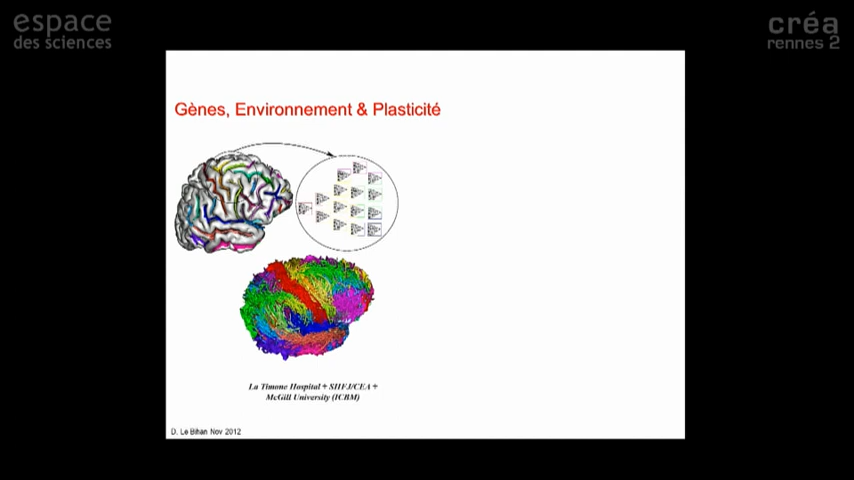 espace
des sciences
créa
rennes 2
Gènes, Environnement & Plasticité
La Timone Hospital + SHFJ/CEA +
McGill University (ICBM)
D. Le Bihan Nov 2012